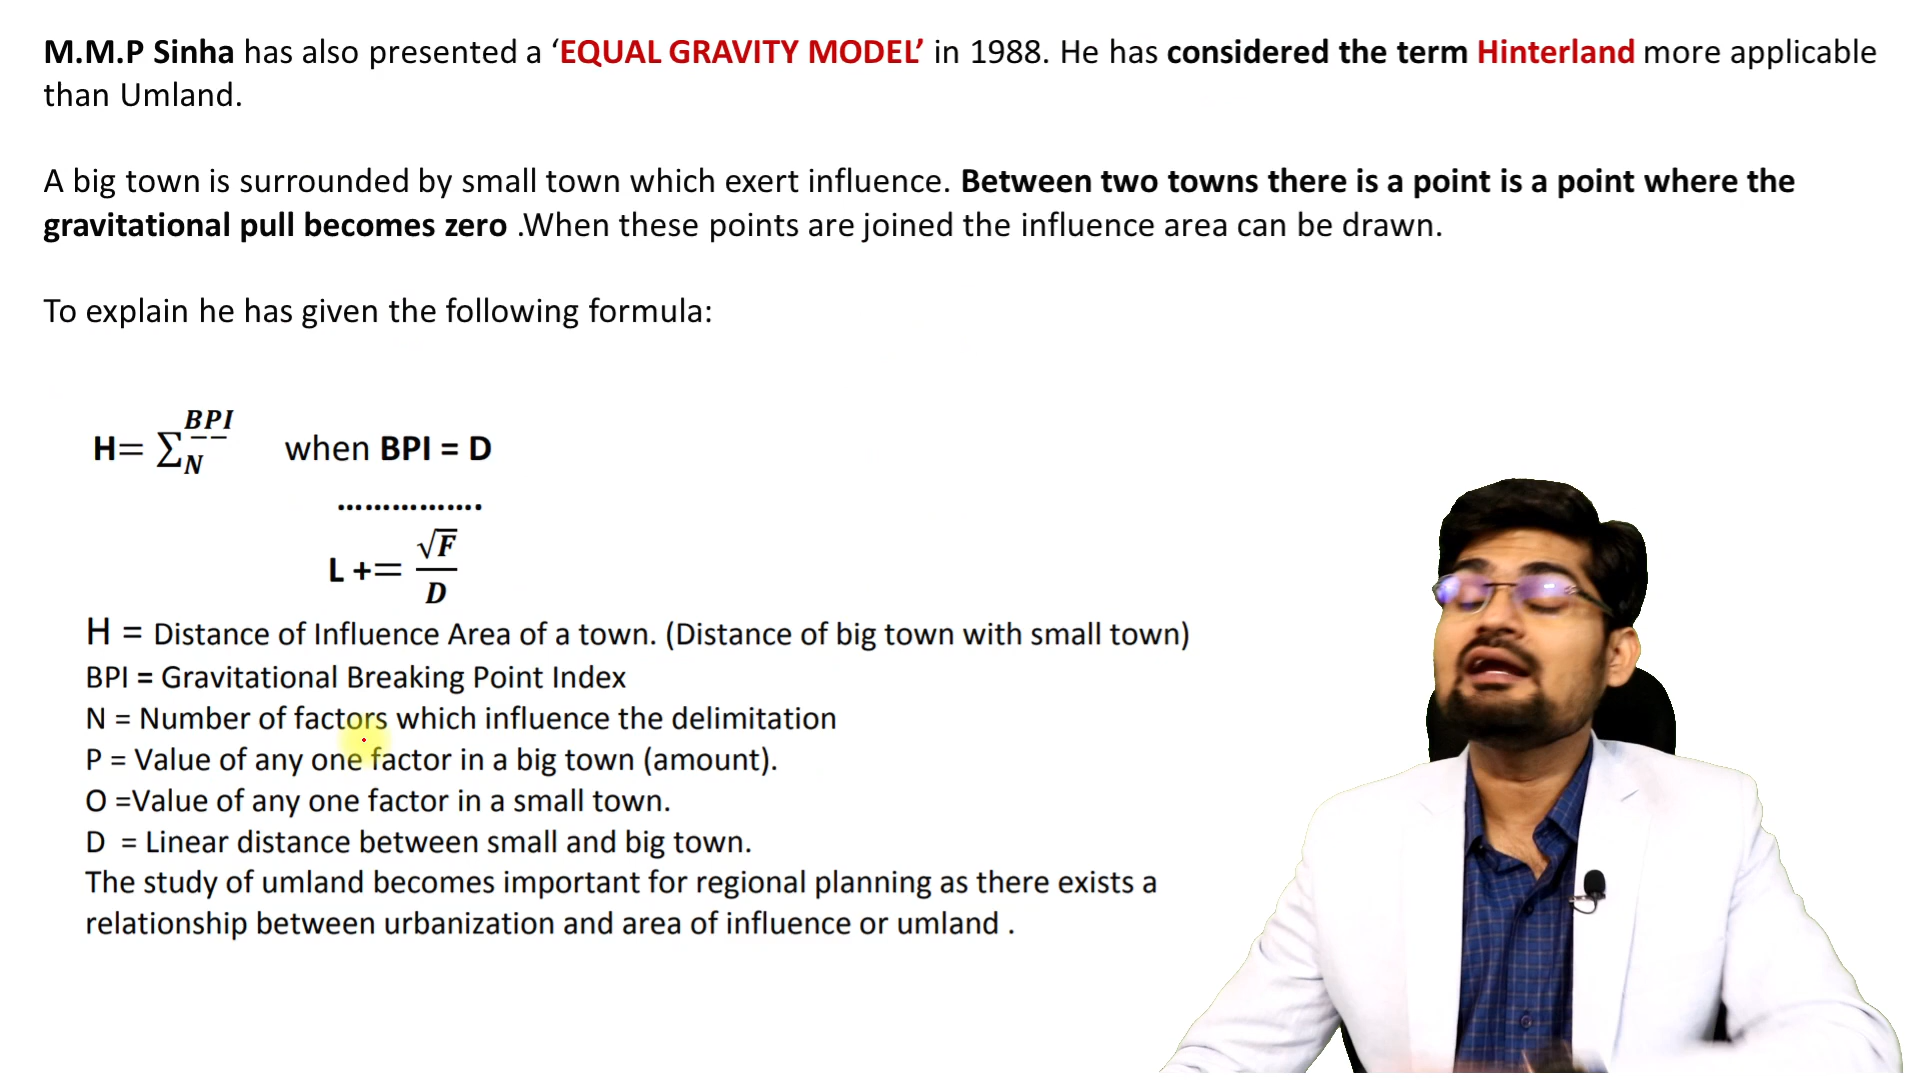 M.M.P Sinha has also presented a ‘EQUAL GRAVITY MODEL’ in 1988. He has considered the term Hinterland more applicable
than Umland.
A big town is surrounded by small town which exert influence. Between two towns there is a point is a point where the
gravitational pull becomes zero .When these points are joined the influence area can be drawn.
To explain he has given the following formula:
H= ∑ BPI / N when BPI = D
.................
L += √F / D
H = Distance of Influence Area of a town. (Distance of big town with small town)
BPI = Gravitational Breaking Point Index
N = Number of factors which influence the delimitation
P = Value of any one factor in a big town (amount).
O =Value of any one factor in a small town.
D = Linear distance between small and big town.
The study of umland becomes important for regional planning as there exists a
relationship between urbanization and area of influence or umland .